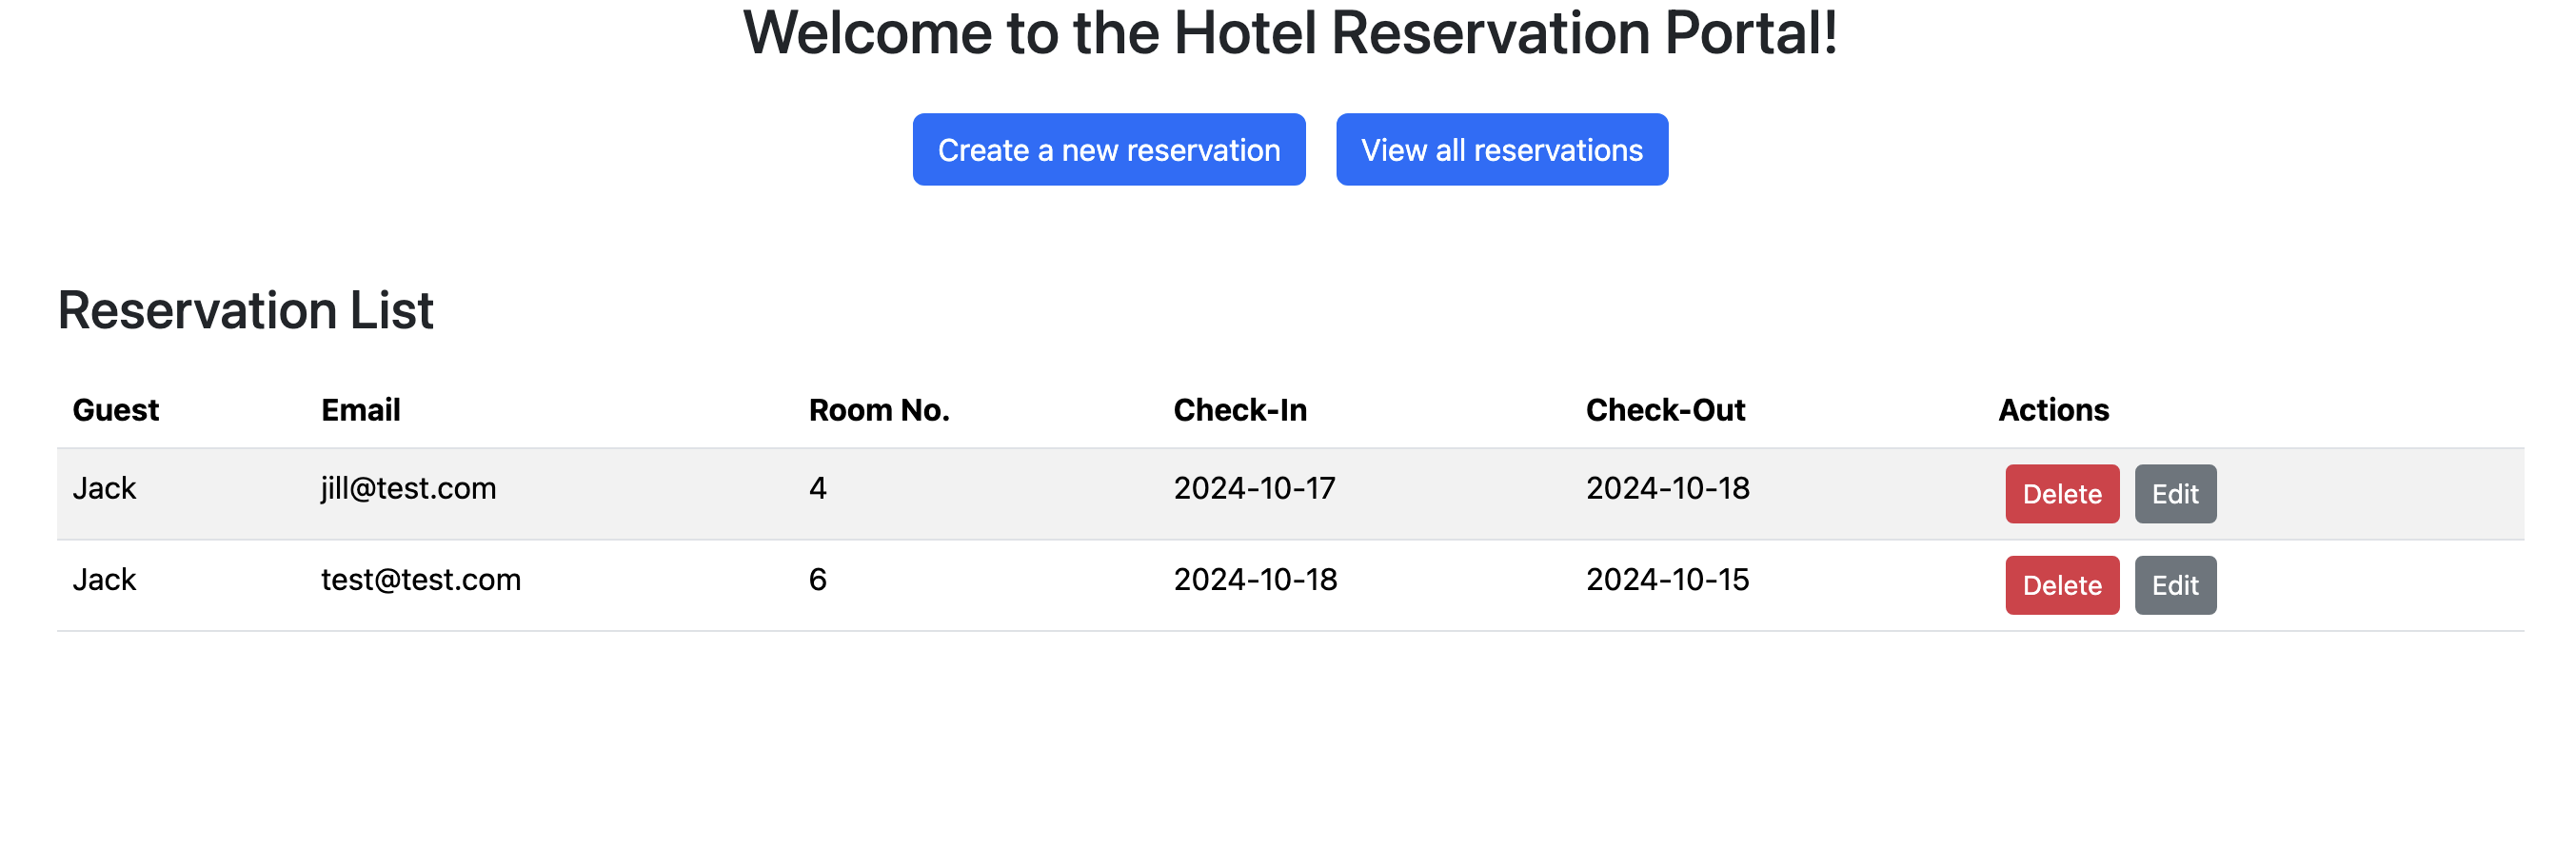 Welcome to the Hotel Reservation Portal!
Create a new reservation View all reservations
Reservation List
Guest Email Room No. Check-In Check-Out Actions
Jack jill@test.com 4 2024-10-17 2024-10-18 Delete Edit
Jack test@test.com 6 2024-10-18 2024-10-15 Delete Edit